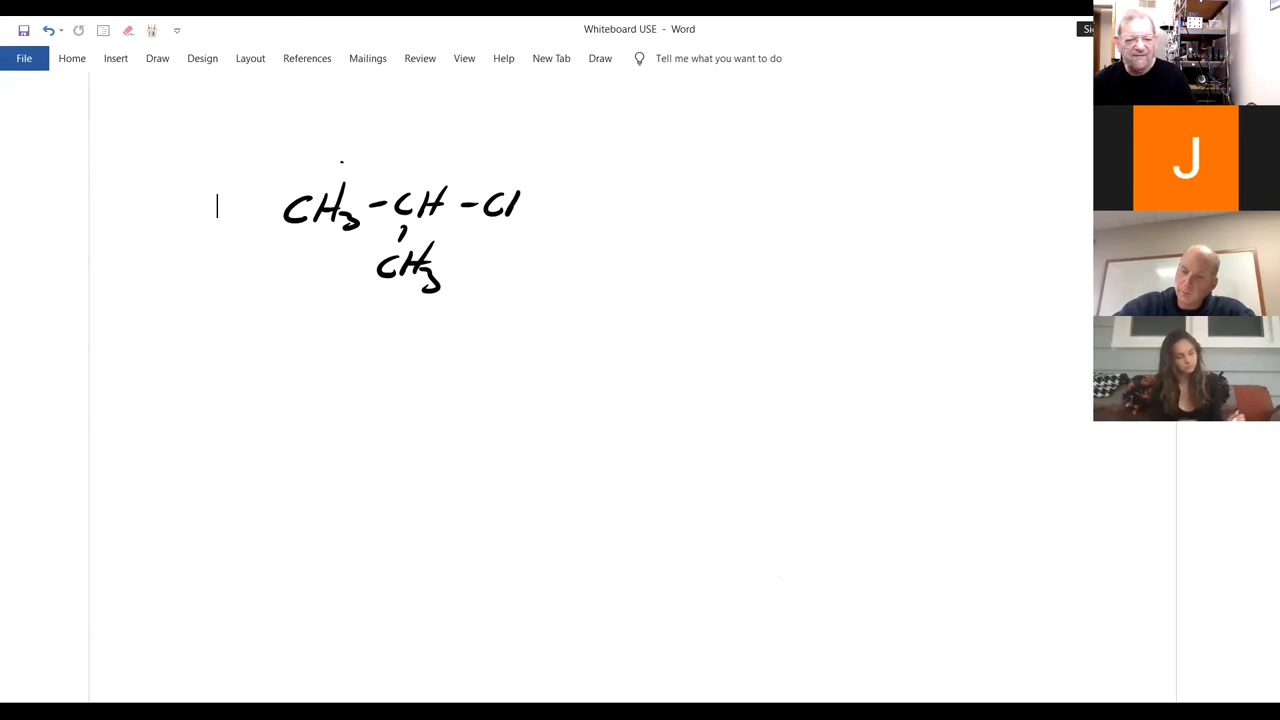 Whiteboard USE - Word
File Home Insert Draw Design Layout References Mailings Review View Help New Tab Draw Tell me what you want to do
CH₃ - CH - Cl
CH₃
J